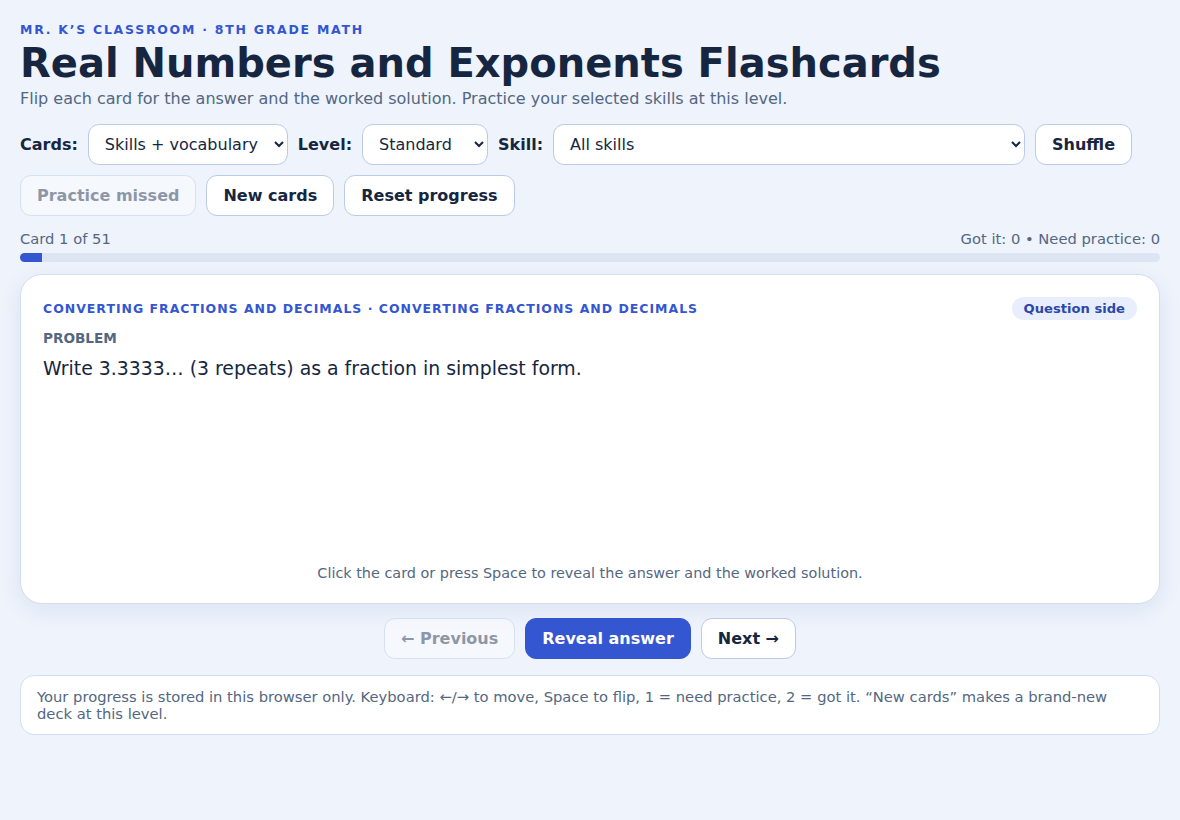 MR. K’S CLASSROOM · 8TH GRADE MATH
Real Numbers and Exponents Flashcards
Flip each card for the answer and the worked solution. Practice your selected skills at this level.
Cards: Skills + vocabulary Level: Standard Skill: All skills Shuffle
Practice missed New cards Reset progress
Card 1 of 51 Got it: 0 • Need practice: 0
CONVERTING FRACTIONS AND DECIMALS · CONVERTING FRACTIONS AND DECIMALS Question side
PROBLEM
Write 3.3333… (3 repeats) as a fraction in simplest form.
Click the card or press Space to reveal the answer and the worked solution.
← Previous Reveal answer Next →
Your progress is stored in this browser only. Keyboard: ←/→ to move, Space to flip, 1 = need practice, 2 = got it. “New cards” makes a brand-new
deck at this level.